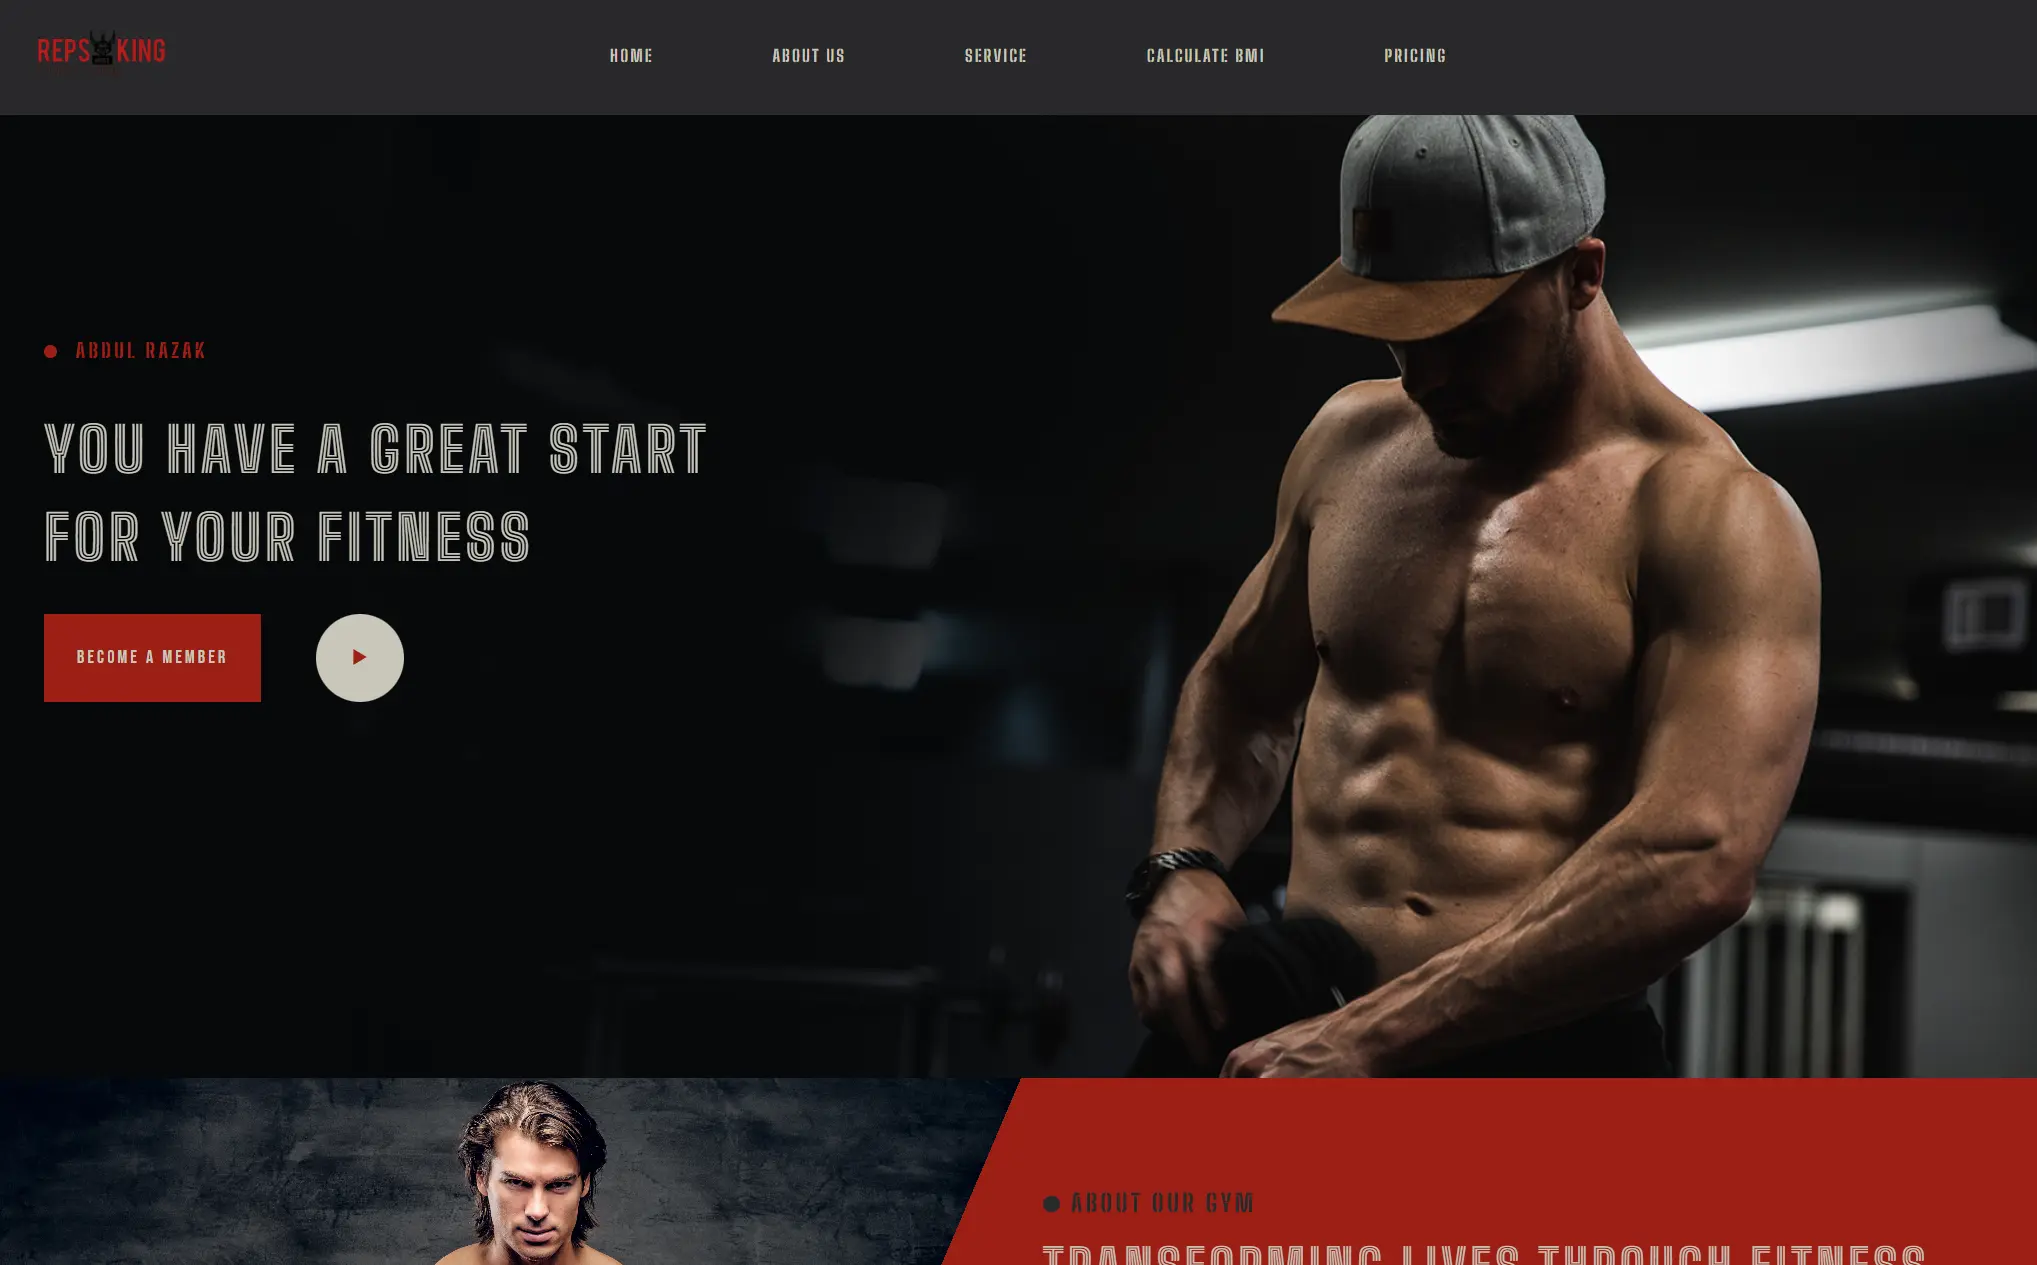 REPS KING
HOME ABOUT US SERVICE CALCULATE BMI PRICING
ABDUL RAZAK
YOU HAVE A GREAT START
FOR YOUR FITNESS
BECOME A MEMBER
ABOUT OUR GYM
TRANSFORMING LIVES THROUGH FITNESS